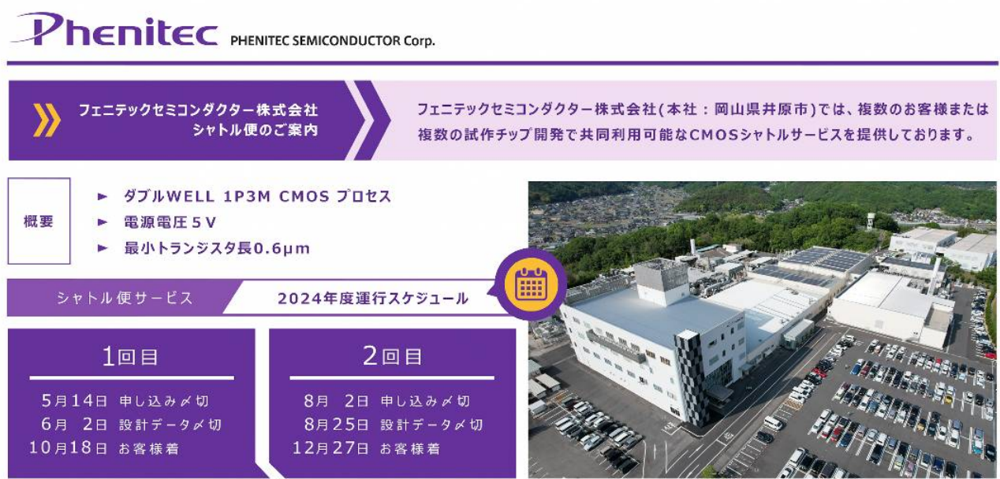 Phenitec PHENITEC SEMICONDUCTOR Corp.
フェニテックセミコンダクター株式会社
シャトル便のご案内
フェニテックセミコンダクター株式会社(本社：岡山県井原市)では、複数のお客様または
複数の試作チップ開発で共同利用可能なCMOSシャトルサービスを提供しております。
概要
► ダブルWELL 1P3M CMOS プロセス
► 電源電圧５V
► 最小トランジスタ長0.6μm
シャトル便サービス
2024年度運行スケジュール
1回目
5月14日 申し込み〆切
6月 2日 設計データ〆切
10月18日 お客様着
2回目
8月 2日 申し込み〆切
8月25日 設計データ〆切
12月27日 お客様着